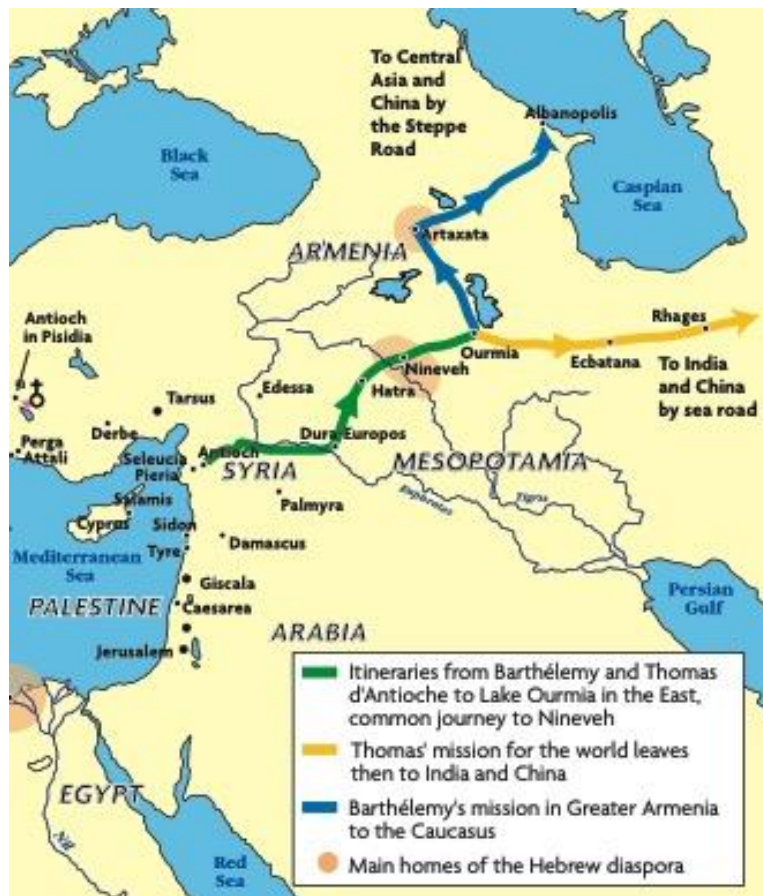 To Central
Asia and
China by
the Steppe
Road
Albanopolis
Black
Sea
Caspian
Sea
Artaxata
ARMENIA
Antioch
in Pisidia
Rhages
Ourmia
Ecbatana
Nineveh
To India
and China
by sea road
Edessa
Hatra
Tarsus
Derbe
Perga
Attali
Dura Europos
Antioch
Seleucia
Pieria
SYRIA
MESOPOTAMIA
Palmyra
Euphrates
Tigris
Salamis
Cyprus
Sidon
Damascus
Tyre
Mediterranean
Sea
Giscala
Persian
Gulf
PALESTINE
Caesarea
ARABIA
Jerusalem
Itineraries from Barthélemy and Thomas
d'Antioche to Lake Ourmia in the East,
common journey to Nineveh
Thomas' mission for the world leaves
then to India and China
Barthélemy's mission in Greater Armenia
to the Caucasus
Main homes of the Hebrew diaspora
EGYPT
Nil
Red
Sea